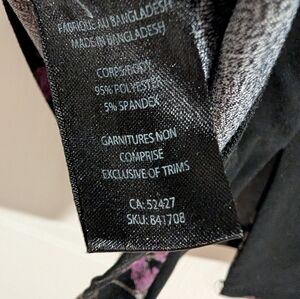 FABRIQUÉ AU BANGLADESH
MADE IN BANGLADESH
CORPS/BODY
95% POLYESTER
5% SPANDEX
GARNITURES NON
COMPRISE
EXCLUSIVE OF TRIMS
CA: 52427
SKU: 841708